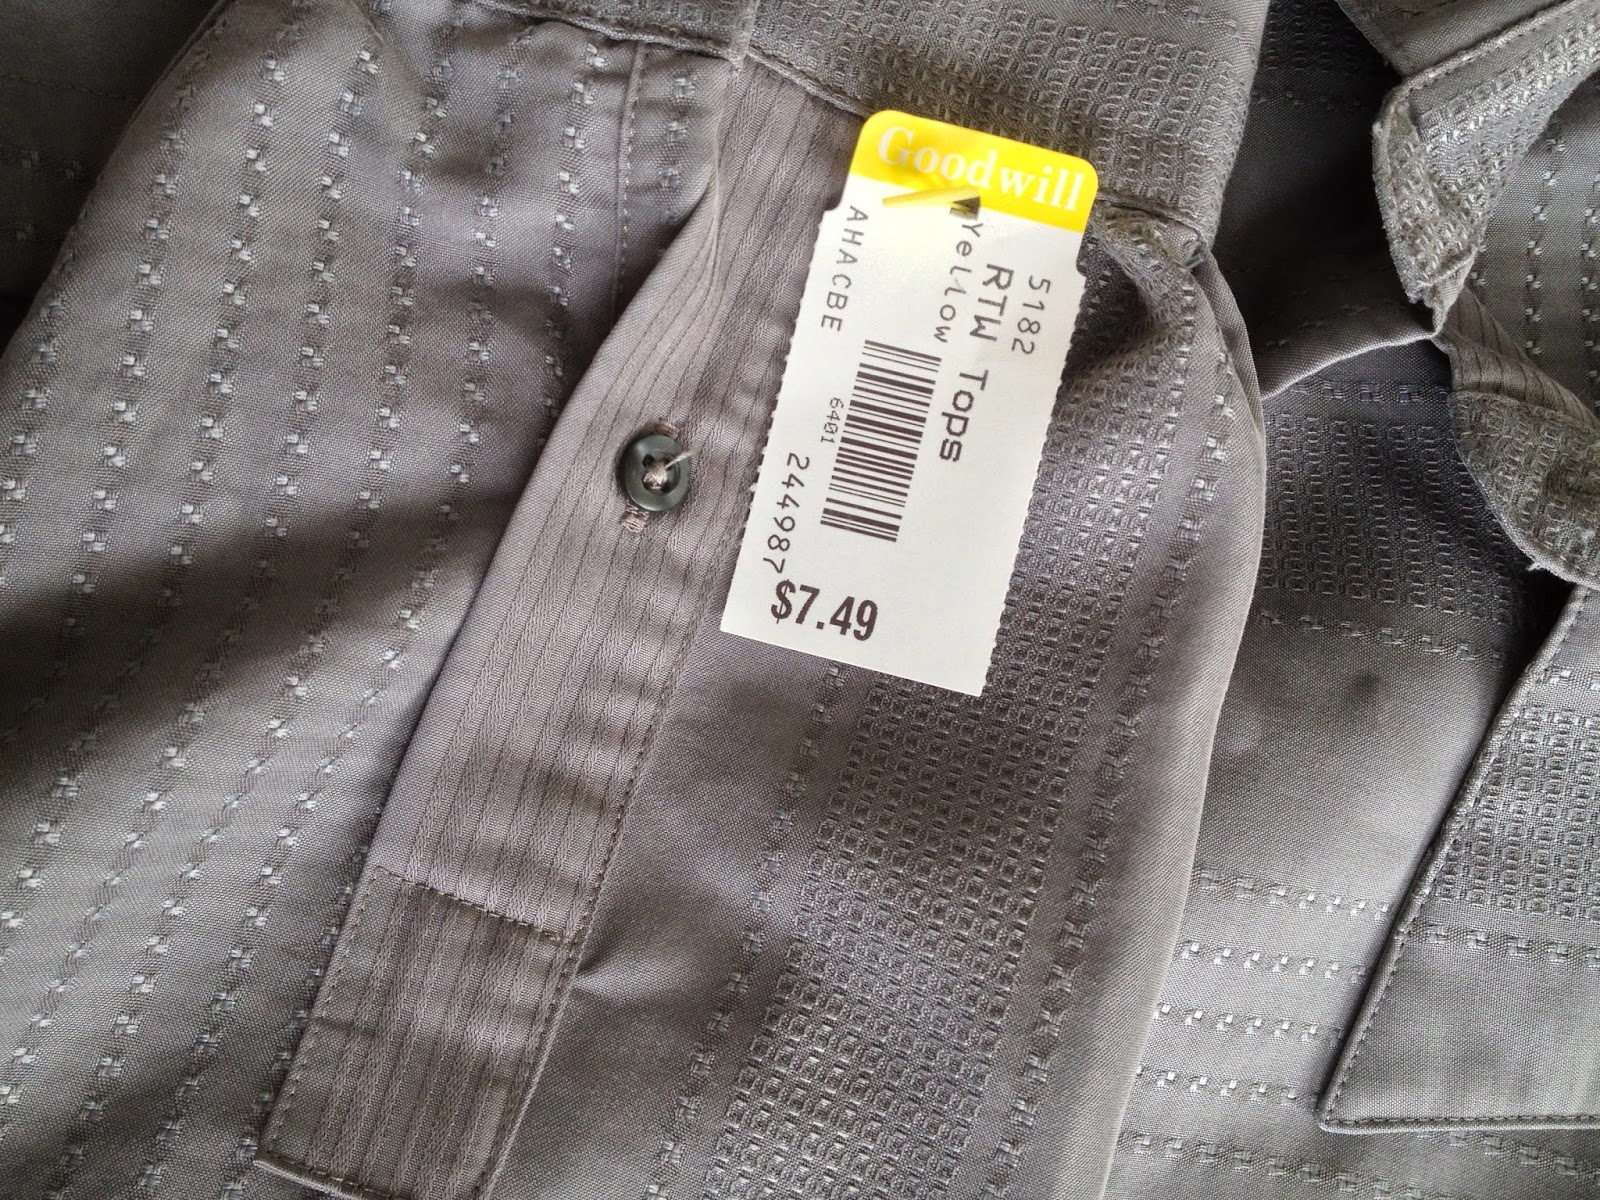 Goodwill
5182
RTW Tops
Yellow
6401
AHACBE
244987
$7.49